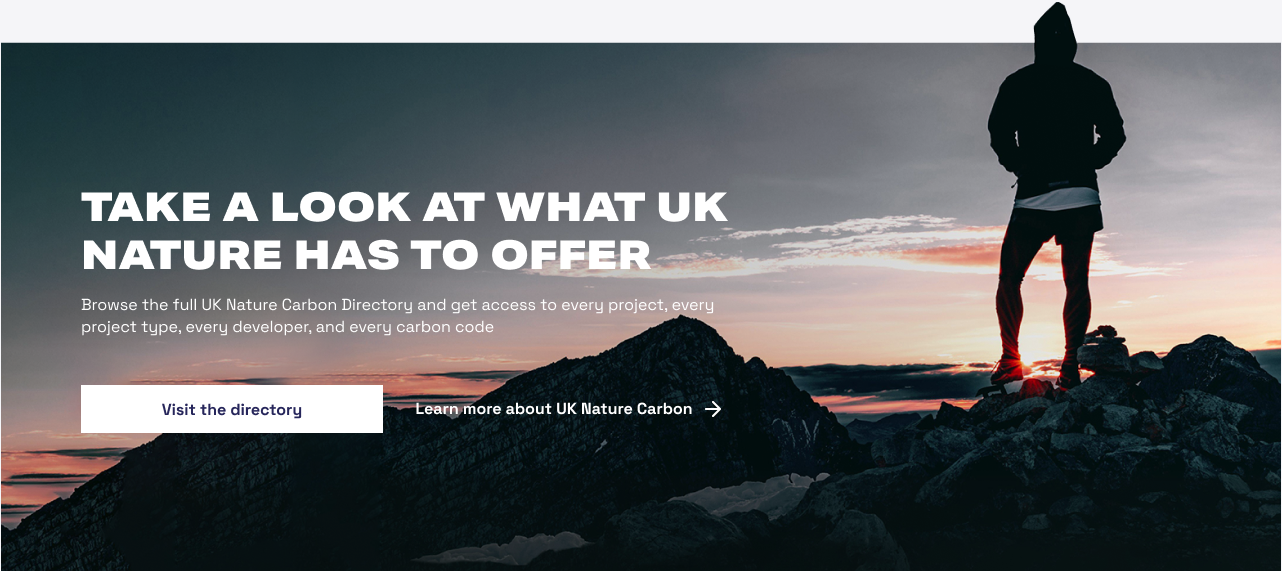 TAKE A LOOK AT WHAT UK
NATURE HAS TO OFFER
Browse the full UK Nature Carbon Directory and get access to every project, every
project type, every developer, and every carbon code
Visit the directory
Learn more about UK Nature Carbon →